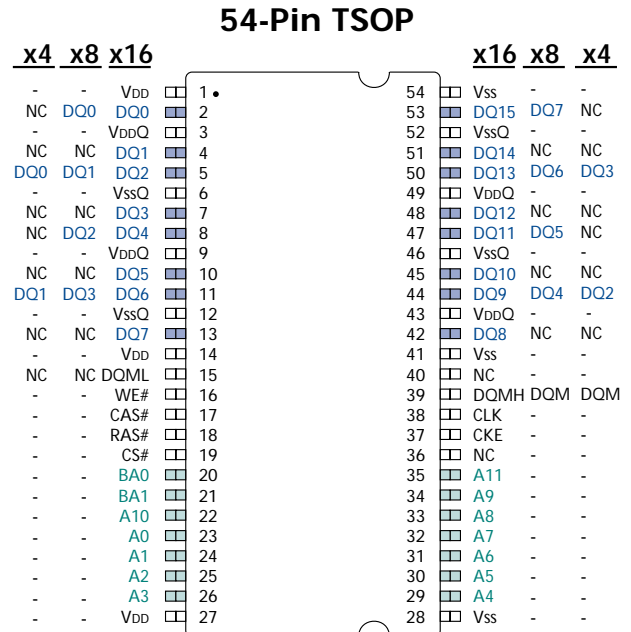 54-Pin TSOP
x4 x8 x16 x16 x8 x4
- - VDD 1 54 Vss - -
NC DQ0 DQ0 2 53 DQ15 DQ7 NC
- - VDDQ 3 52 VssQ - -
NC NC DQ1 4 51 DQ14 NC NC
DQ0 DQ1 DQ2 5 50 DQ13 DQ6 DQ3
- - VssQ 6 49 VDDQ - -
NC NC DQ3 7 48 DQ12 NC NC
NC DQ2 DQ4 8 47 DQ11 DQ5 NC
- - VDDQ 9 46 VssQ - -
NC NC DQ5 10 45 DQ10 NC NC
DQ1 DQ3 DQ6 11 44 DQ9 DQ4 DQ2
- - VssQ 12 43 VDDQ - -
NC NC DQ7 13 42 DQ8 NC NC
- - VDD 14 41 Vss - -
NC NC DQML 15 40 NC - -
- - WE# 16 39 DQMH DQM DQM
- - CAS# 17 38 CLK - -
- - RAS# 18 37 CKE - -
- - CS# 19 36 NC - -
- - BA0 20 35 A11 - -
- - BA1 21 34 A9 - -
- - A10 22 33 A8 - -
- - A0 23 32 A7 - -
- - A1 24 31 A6 - -
- - A2 25 30 A5 - -
- - A3 26 29 A4 - -
- - VDD 27 28 Vss - -